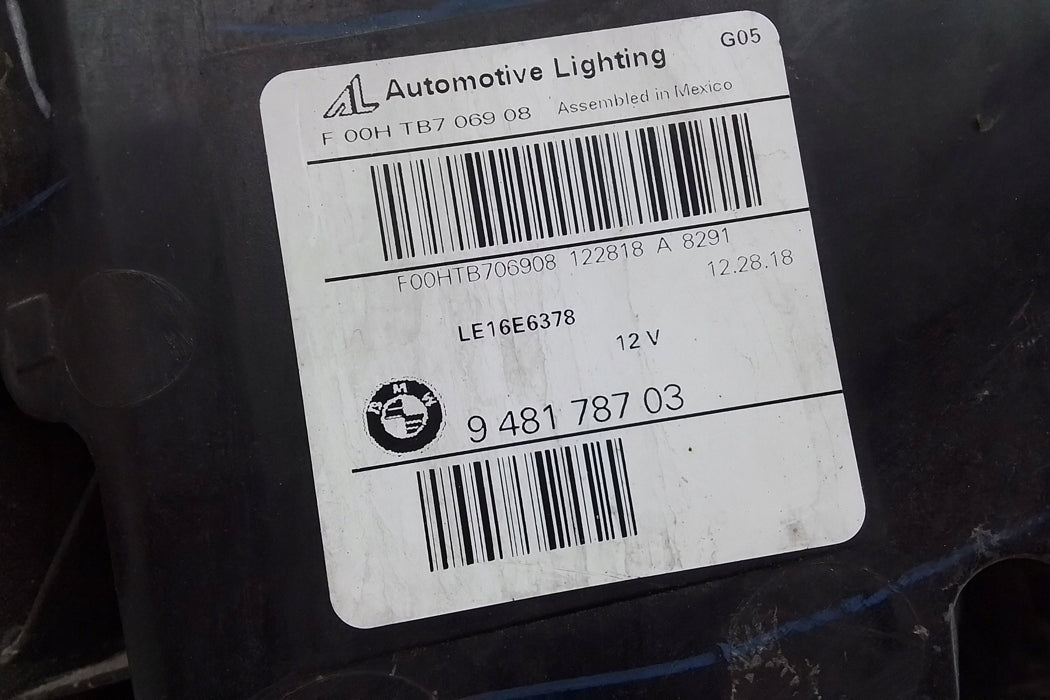 AL Automotive Lighting G05
F 00H TB7 069 08 Assembled in Mexico
F00HTB706908 122818 A 8291
12.28.18
LE16E6378
12 V
BMW
9 481 787 03